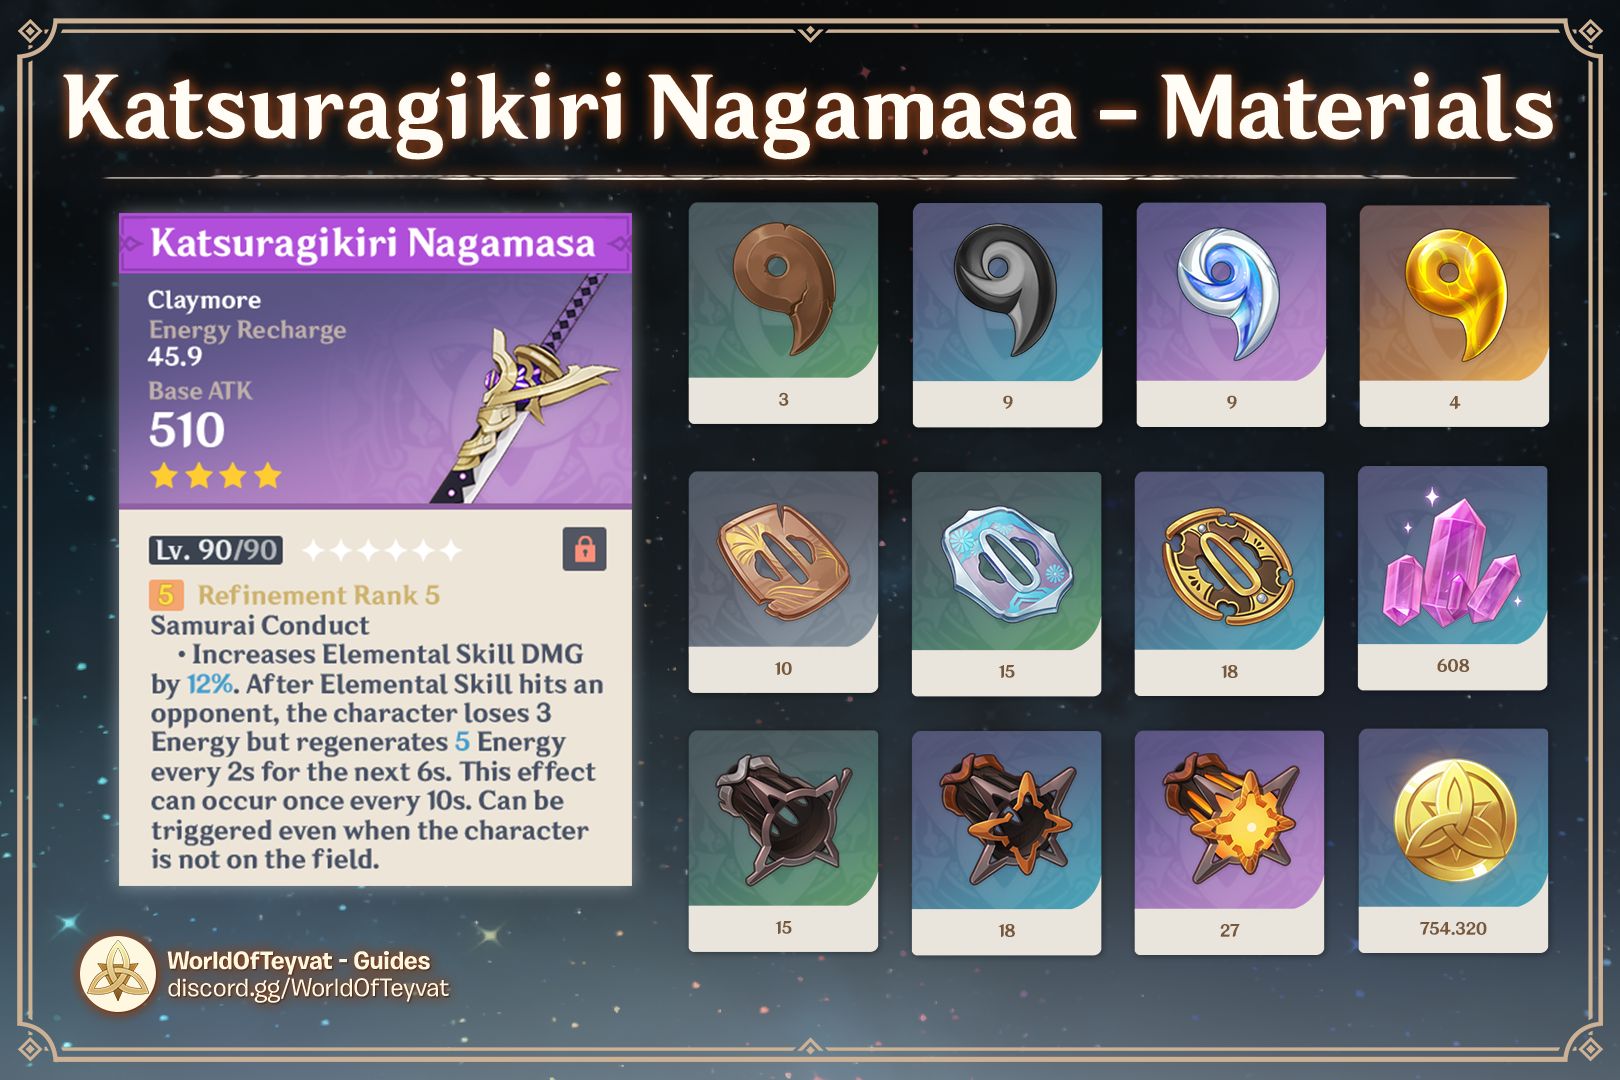 Katsuragikiri Nagamasa – Materials
Katsuragikiri Nagamasa
Claymore
Energy Recharge
45.9
Base ATK
510
Lv. 90/90
5 Refinement Rank 5
Samurai Conduct
• Increases Elemental Skill DMG
by 12%. After Elemental Skill hits an
opponent, the character loses 3
Energy but regenerates 5 Energy
every 2s for the next 6s. This effect
can occur once every 10s. Can be
triggered even when the character
is not on the field.
3
9
9
4
10
15
18
608
15
18
27
754.320
WorldOfTeyvat - Guides
discord.gg/WorldOfTeyvat